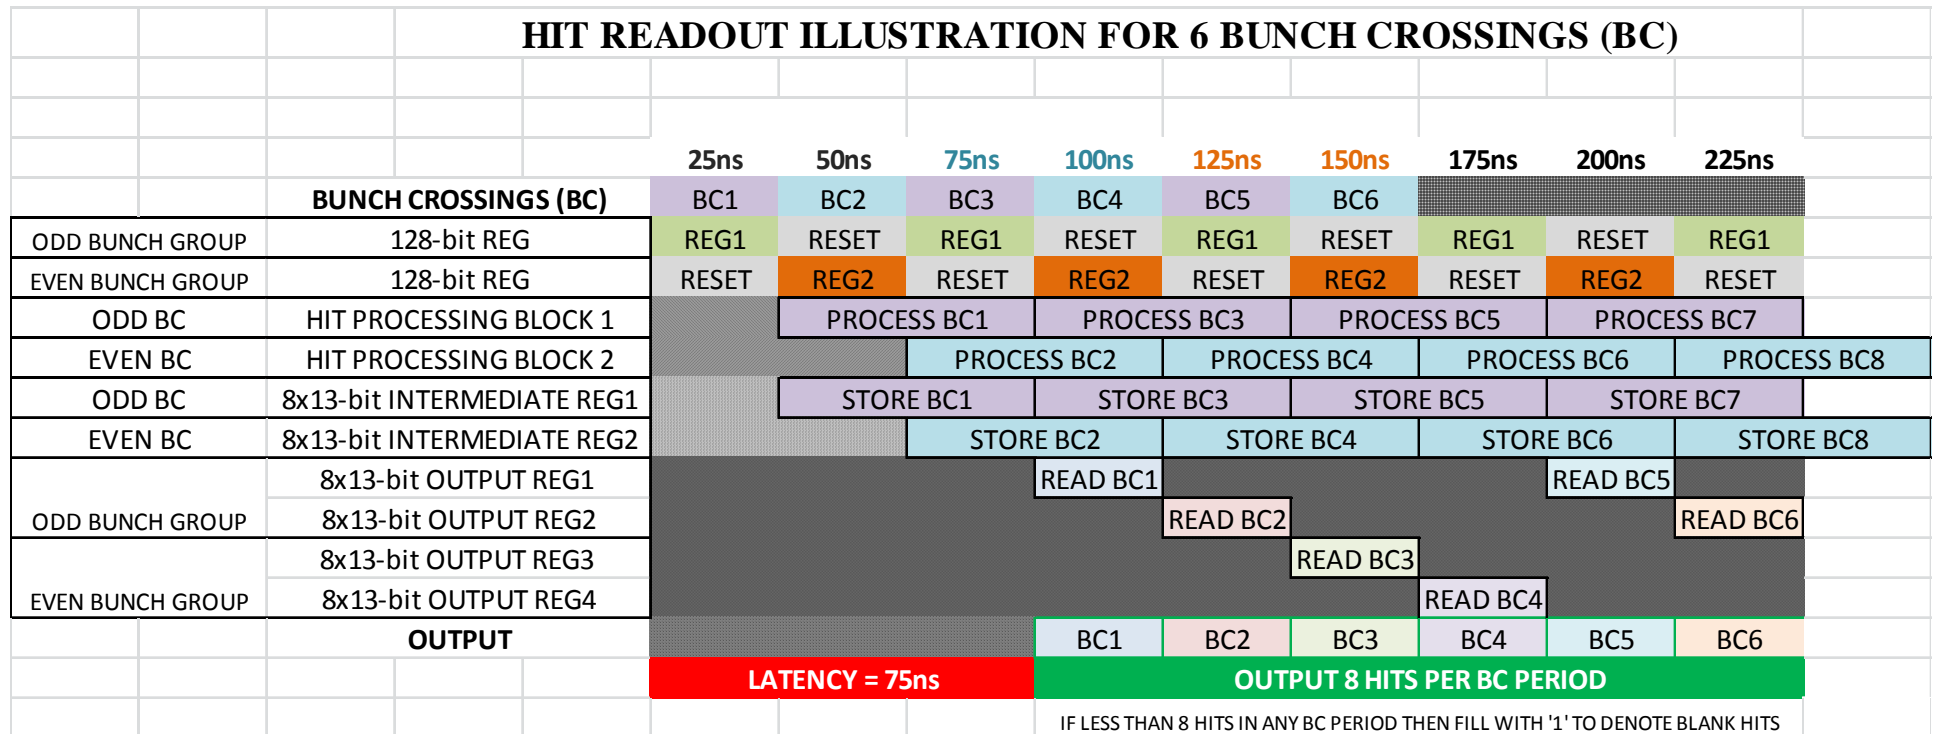 HIT READOUT ILLUSTRATION FOR 6 BUNCH CROSSINGS (BC)
25ns 50ns 75ns 100ns 125ns 150ns 175ns 200ns 225ns
BUNCH CROSSINGS (BC) BC1 BC2 BC3 BC4 BC5 BC6
ODD BUNCH GROUP 128-bit REG REG1 RESET REG1 RESET REG1 RESET REG1 RESET REG1
EVEN BUNCH GROUP 128-bit REG RESET REG2 RESET REG2 RESET REG2 RESET REG2 RESET
ODD BC HIT PROCESSING BLOCK 1 PROCESS BC1 PROCESS BC3 PROCESS BC5 PROCESS BC7
EVEN BC HIT PROCESSING BLOCK 2 PROCESS BC2 PROCESS BC4 PROCESS BC6 PROCESS BC8
ODD BC 8x13-bit INTERMEDIATE REG1 STORE BC1 STORE BC3 STORE BC5 STORE BC7
EVEN BC 8x13-bit INTERMEDIATE REG2 STORE BC2 STORE BC4 STORE BC6 STORE BC8
8x13-bit OUTPUT REG1 READ BC1 READ BC5
ODD BUNCH GROUP 8x13-bit OUTPUT REG2 READ BC2 READ BC6
8x13-bit OUTPUT REG3 READ BC3
EVEN BUNCH GROUP 8x13-bit OUTPUT REG4 READ BC4
OUTPUT BC1 BC2 BC3 BC4 BC5 BC6
LATENCY = 75ns OUTPUT 8 HITS PER BC PERIOD
IF LESS THAN 8 HITS IN ANY BC PERIOD THEN FILL WITH '1' TO DENOTE BLANK HITS